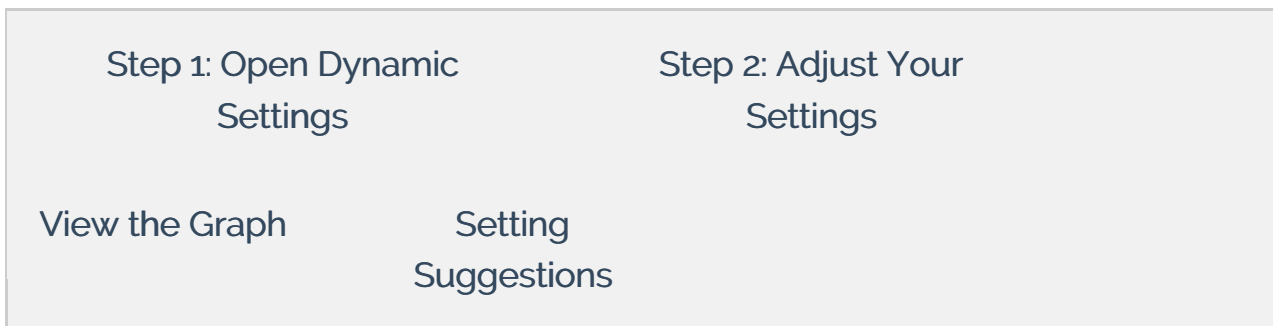 Step 1: Open Dynamic
Settings
Step 2: Adjust Your
Settings
View the Graph
Setting
Suggestions